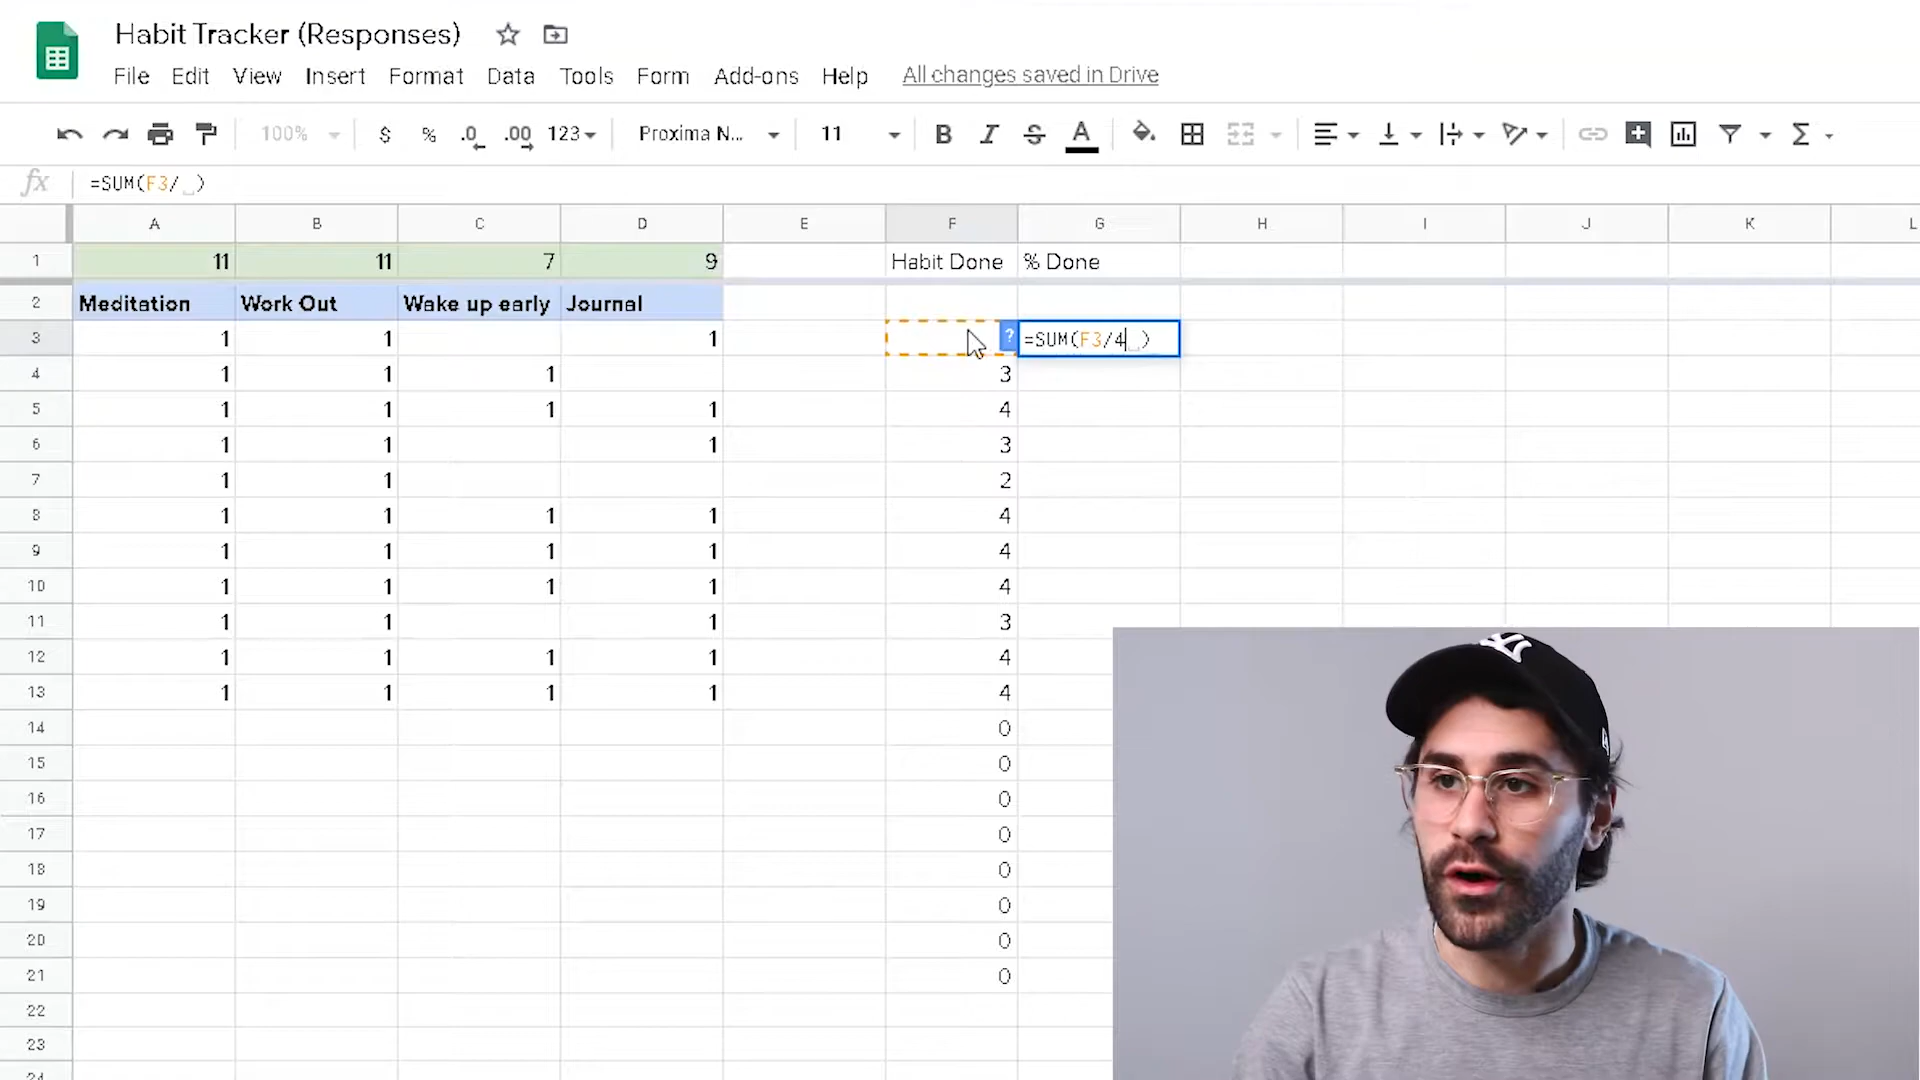 Habit Tracker (Responses)
File Edit View Insert Format Data Tools Form Add-ons Help All changes saved in Drive
100% $ % .0 .00 123 Proxima N... 11 B I S A Σ
fx =SUM(F3/ )
A B C D E F G H I J K L
1 11 11 7 9 Habit Done % Done
2 Meditation Work Out Wake up early Journal
3 1 1 1 ? =SUM(F3/4 )
4 1 1 1 3
5 1 1 1 1 4
6 1 1 1 3
7 1 1 2
8 1 1 1 1 4
9 1 1 1 1 4
10 1 1 1 1 4
11 1 1 1 3
12 1 1 1 1 4
13 1 1 1 1 4
14 0
15 0
16 0
17 0
18 0
19 0
20 0
21 0
22
23
24